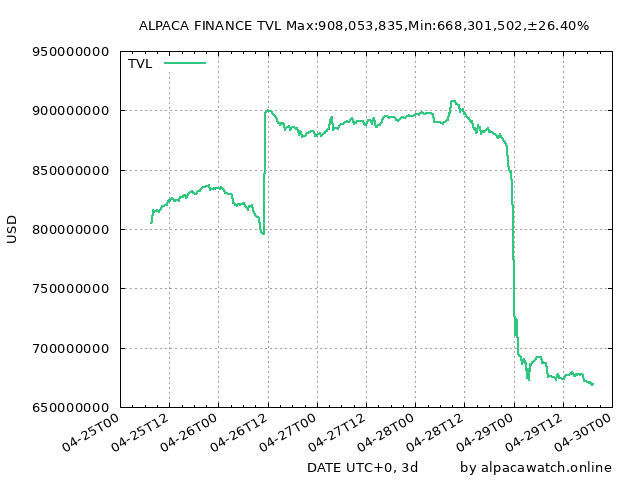 ALPACA FINANCE TVL Max:908,053,835,Min:668,301,502,±26.40%
TVL
950000000
900000000
850000000
800000000
750000000
700000000
650000000
USD
04-25T00
04-25T12
04-26T00
04-26T12
04-27T00
04-27T12
04-28T00
04-28T12
04-29T00
04-29T12
04-30T00
DATE UTC+0, 3d
by alpacawatch.online